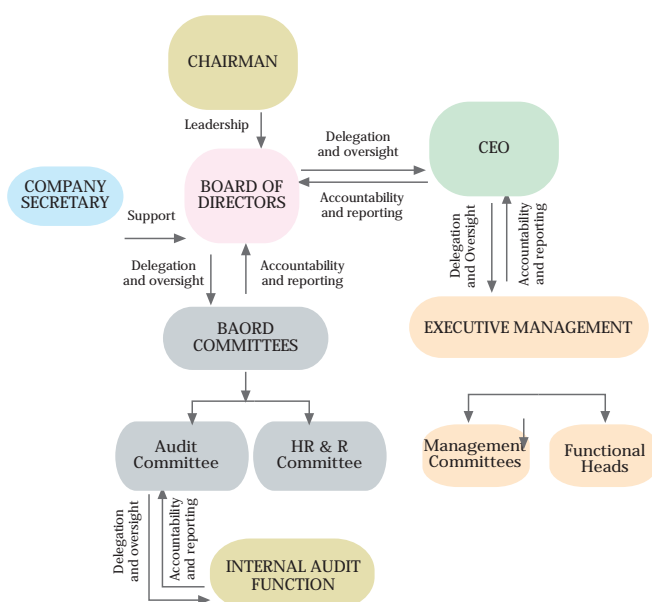 CHAIRMAN
Leadership
Delegation
and oversight
CEO
COMPANY
SECRETARY
BOARD OF
DIRECTORS
Accountability
and reporting
Support
Delegation
and oversight
Accountability
and reporting
Delegation
and Oversight
Accountability
and reporting
BAORD
COMMITTEES
EXECUTIVE MANAGEMENT
Audit
Committee
HR & R
Committee
Management
Committees
Functional
Heads
Delegation
and oversight
Accountability
and reporting
INTERNAL AUDIT
FUNCTION